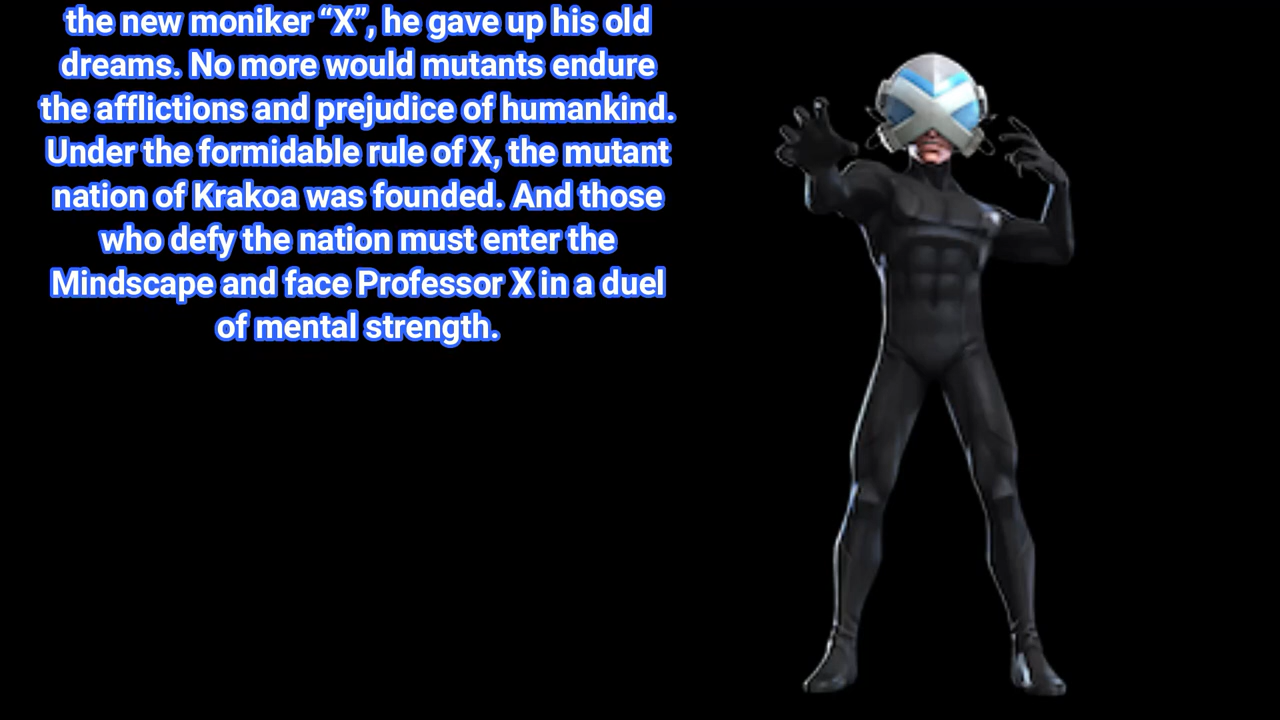 the new moniker “X”, he gave up his old
dreams. No more would mutants endure
the afflictions and prejudice of humankind.
Under the formidable rule of X, the mutant
nation of Krakoa was founded. And those
who defy the nation must enter the
Mindscape and face Professor X in a duel
of mental strength.